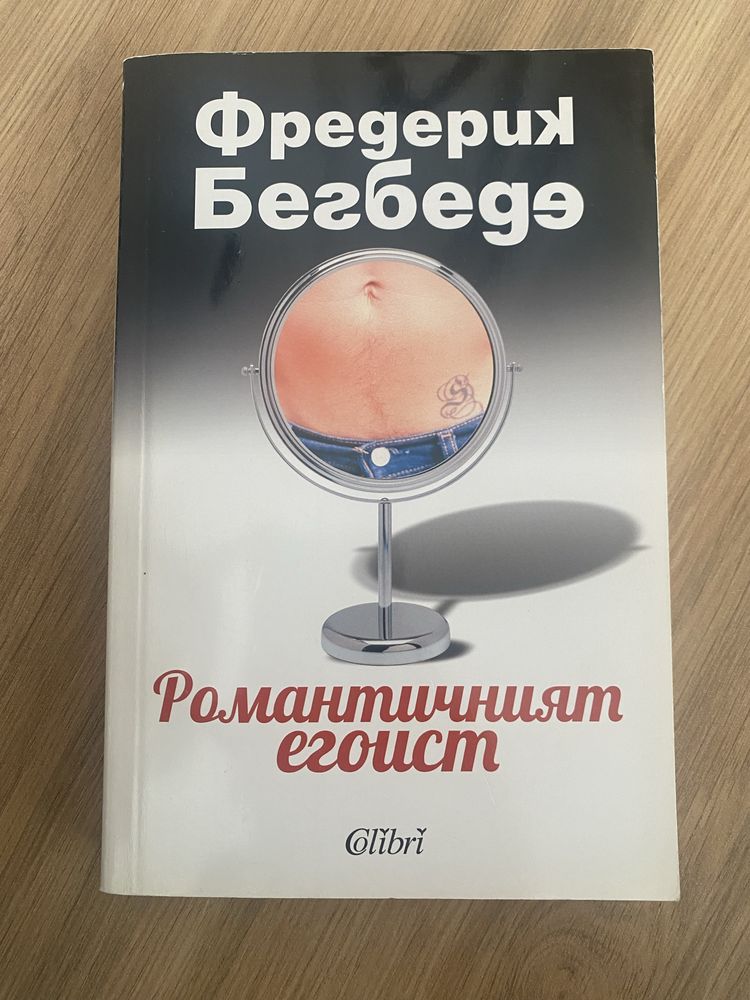 Фредерик
Бегбеде
Романтичният
егоист
Colibri